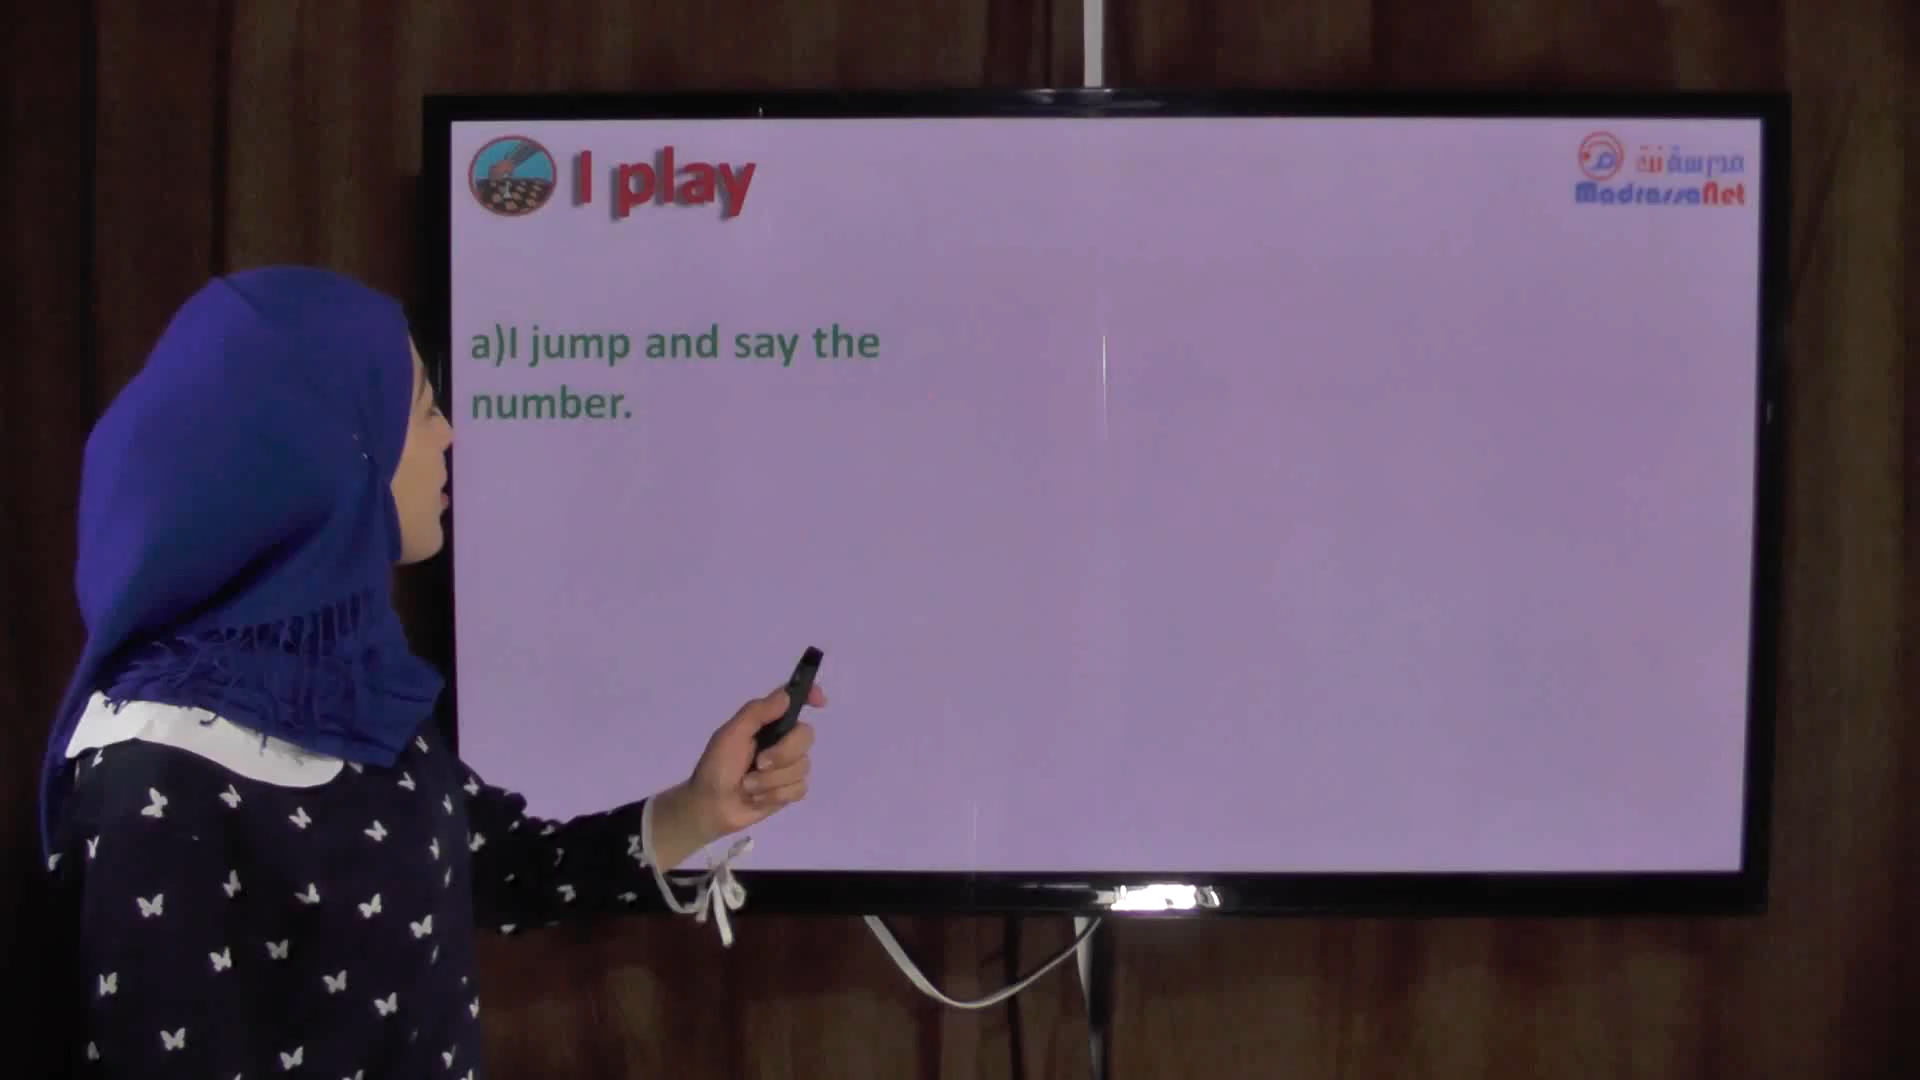 I play
مدرسة نت
MadrassaNet
a)I jump and say the
number.